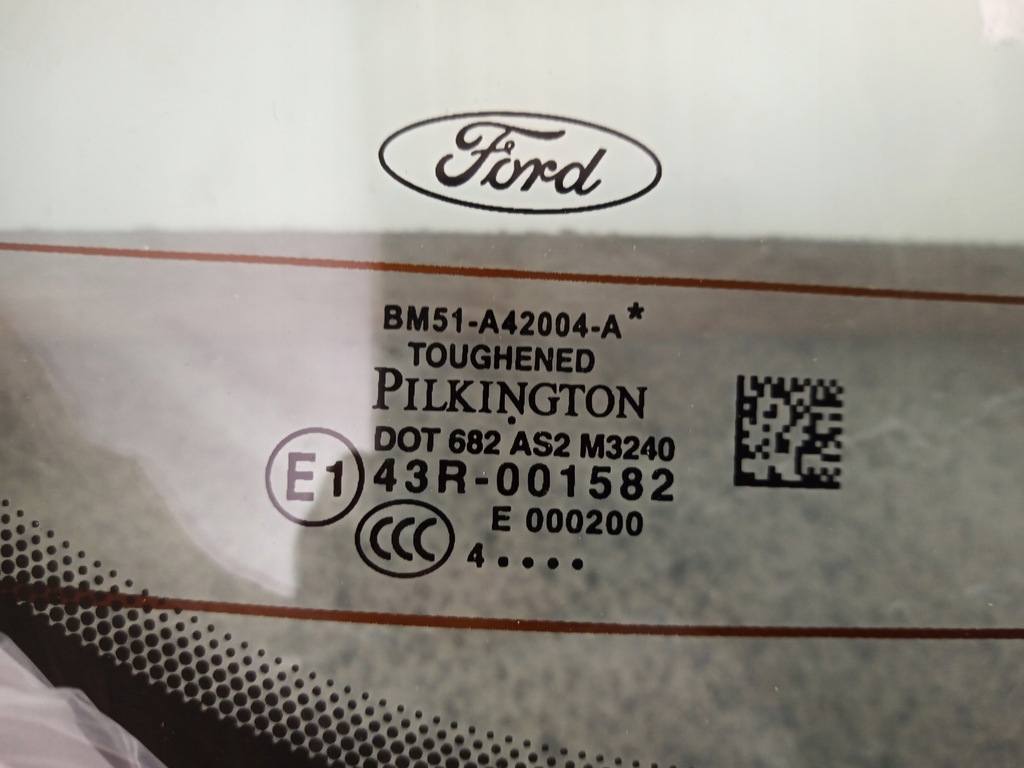 Ford
BM51-A42004-A*
TOUGHENED
PILKINGTON
DOT 682 AS2 M3240
E1 43R-001582
E 000200
CCC 4 • • • •